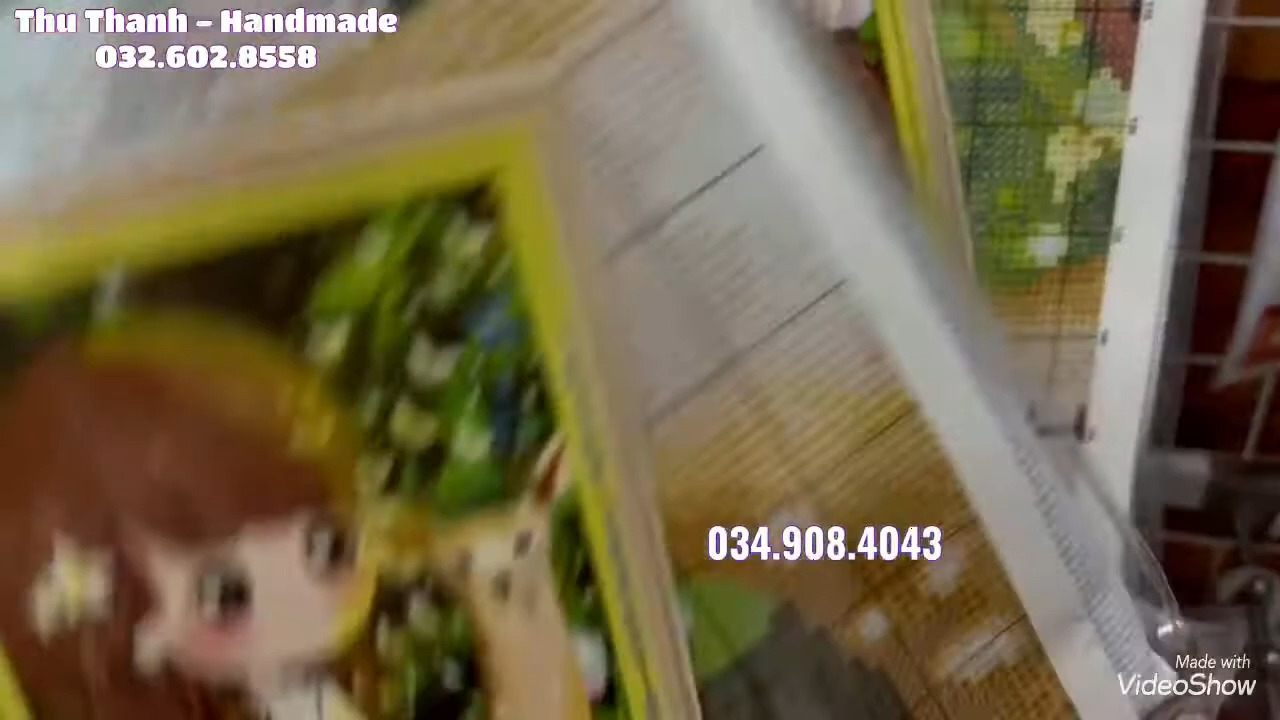 Thu Thanh - Handmade
032.602.8558
034.908.4043
Made with
VideoShow